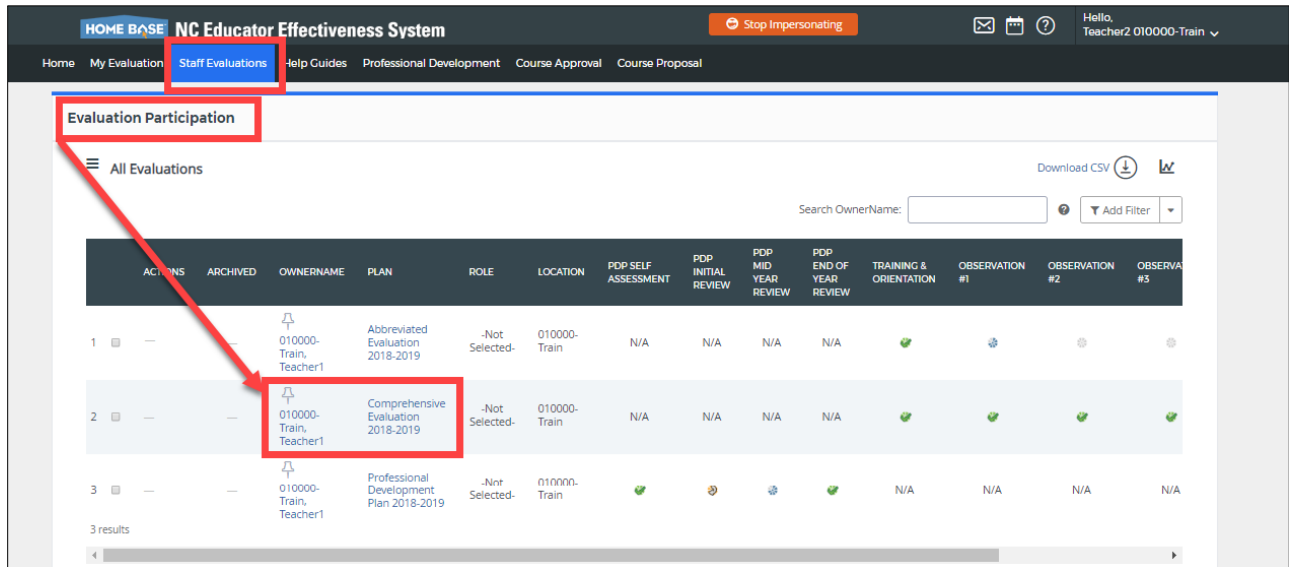 HOME BASE NC Educator Effectiveness System Stop Impersonating Hello,
Teacher2 010000-Train
Home My Evaluation Staff Evaluations Help Guides Professional Development Course Approval Course Proposal
Evaluation Participation
All Evaluations Download CSV
Search OwnerName: Add Filter
ACTIONS ARCHIVED OWNERNAME PLAN ROLE LOCATION PDP SELF ASSESSMENT PDP INITIAL REVIEW PDP MID YEAR REVIEW PDP END OF YEAR REVIEW TRAINING & ORIENTATION OBSERVATION #1 OBSERVATION #2 OBSERVA #3
1 — — 010000-Train, Teacher1 Abbreviated Evaluation 2018-2019 -Not Selected- 010000-Train N/A N/A N/A N/A
2 — — 010000-Train, Teacher1 Comprehensive Evaluation 2018-2019 -Not Selected- 010000-Train N/A N/A N/A N/A
3 — — 010000-Train, Teacher1 Professional Development Plan 2018-2019 -Not Selected- 010000-Train N/A N/A N/A N/A
3 results